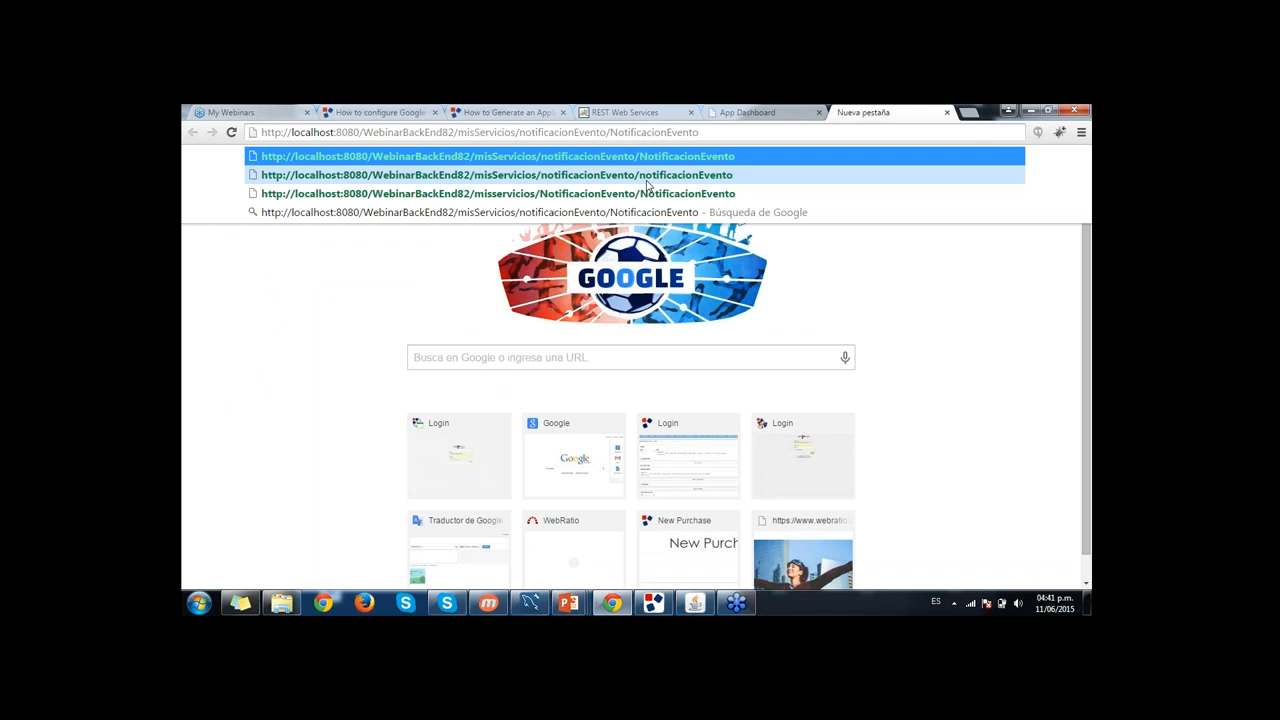 My Webinars
How to configure Google
How to Generate an Appl
REST Web Services
App Dashboard
Nueva pestaña
http://localhost:8080/WebinarBackEnd82/misServicios/notificacionEvento/NotificacionEvento
http://localhost:8080/WebinarBackEnd82/misServicios/notificacionEvento/NotificacionEvento
http://localhost:8080/WebinarBackEnd82/misServicios/notificacionEvento/notificacionEvento
http://localhost:8080/WebinarBackEnd82/misservicios/NotificacionEvento/NotificacionEvento
http://localhost:8080/WebinarBackEnd82/misServicios/notificacionEvento/NotificacionEvento - Búsqueda de Google
GOOGLE
Busca en Google o ingresa una URL.
Login
Google
Login
Login
Google
Traductor de Google
WebRatio
New Purchase
https://www.webratio.
New Purch
ES
04:41 p.m.
11/06/2015